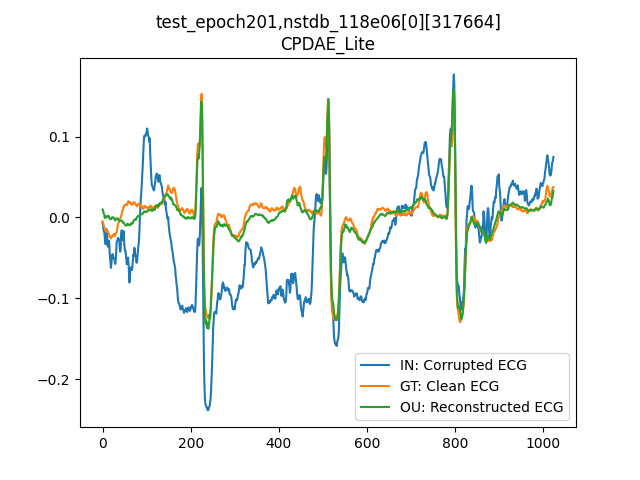 test_epoch201,nstdb_118e06[0][317664]
CPDAE_Lite
0.1
0.0
−0.1
−0.2
IN: Corrupted ECG
GT: Clean ECG
OU: Reconstructed ECG
0 200 400 600 800 1000